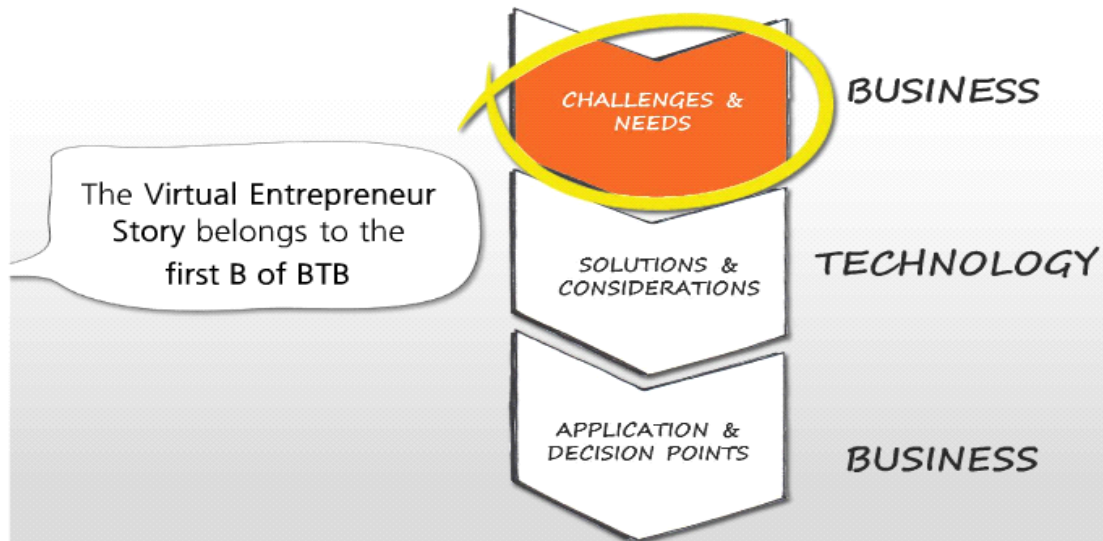 CHALLENGES &
NEEDS
BUSINESS
The Virtual Entrepreneur
Story belongs to the
first B of BTB
SOLUTIONS &
CONSIDERATIONS
TECHNOLOGY
APPLICATION &
DECISION POINTS
BUSINESS